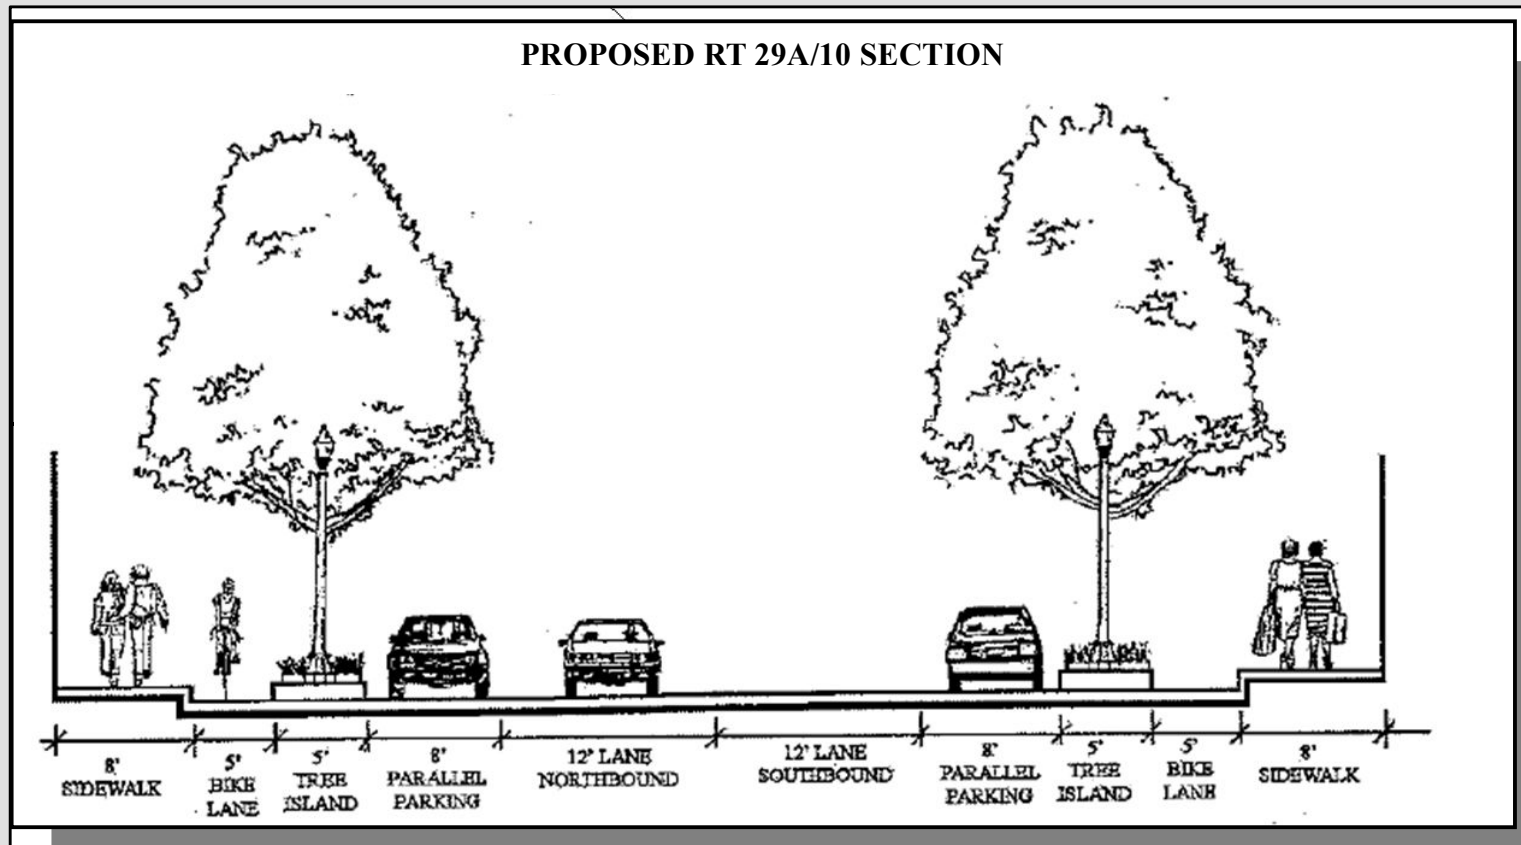 PROPOSED RT 29A/10 SECTION
8'
SIDEWALK
5'
BIKE
LANE
5'
TREE
ISLAND
8'
PARALLEL
PARKING
12' LANE
NORTHBOUND
12' LANE
SOUTHBOUND
8'
PARALLEL
PARKING
5'
TREE
ISLAND
5'
BIKE
LANE
8'
SIDEWALK